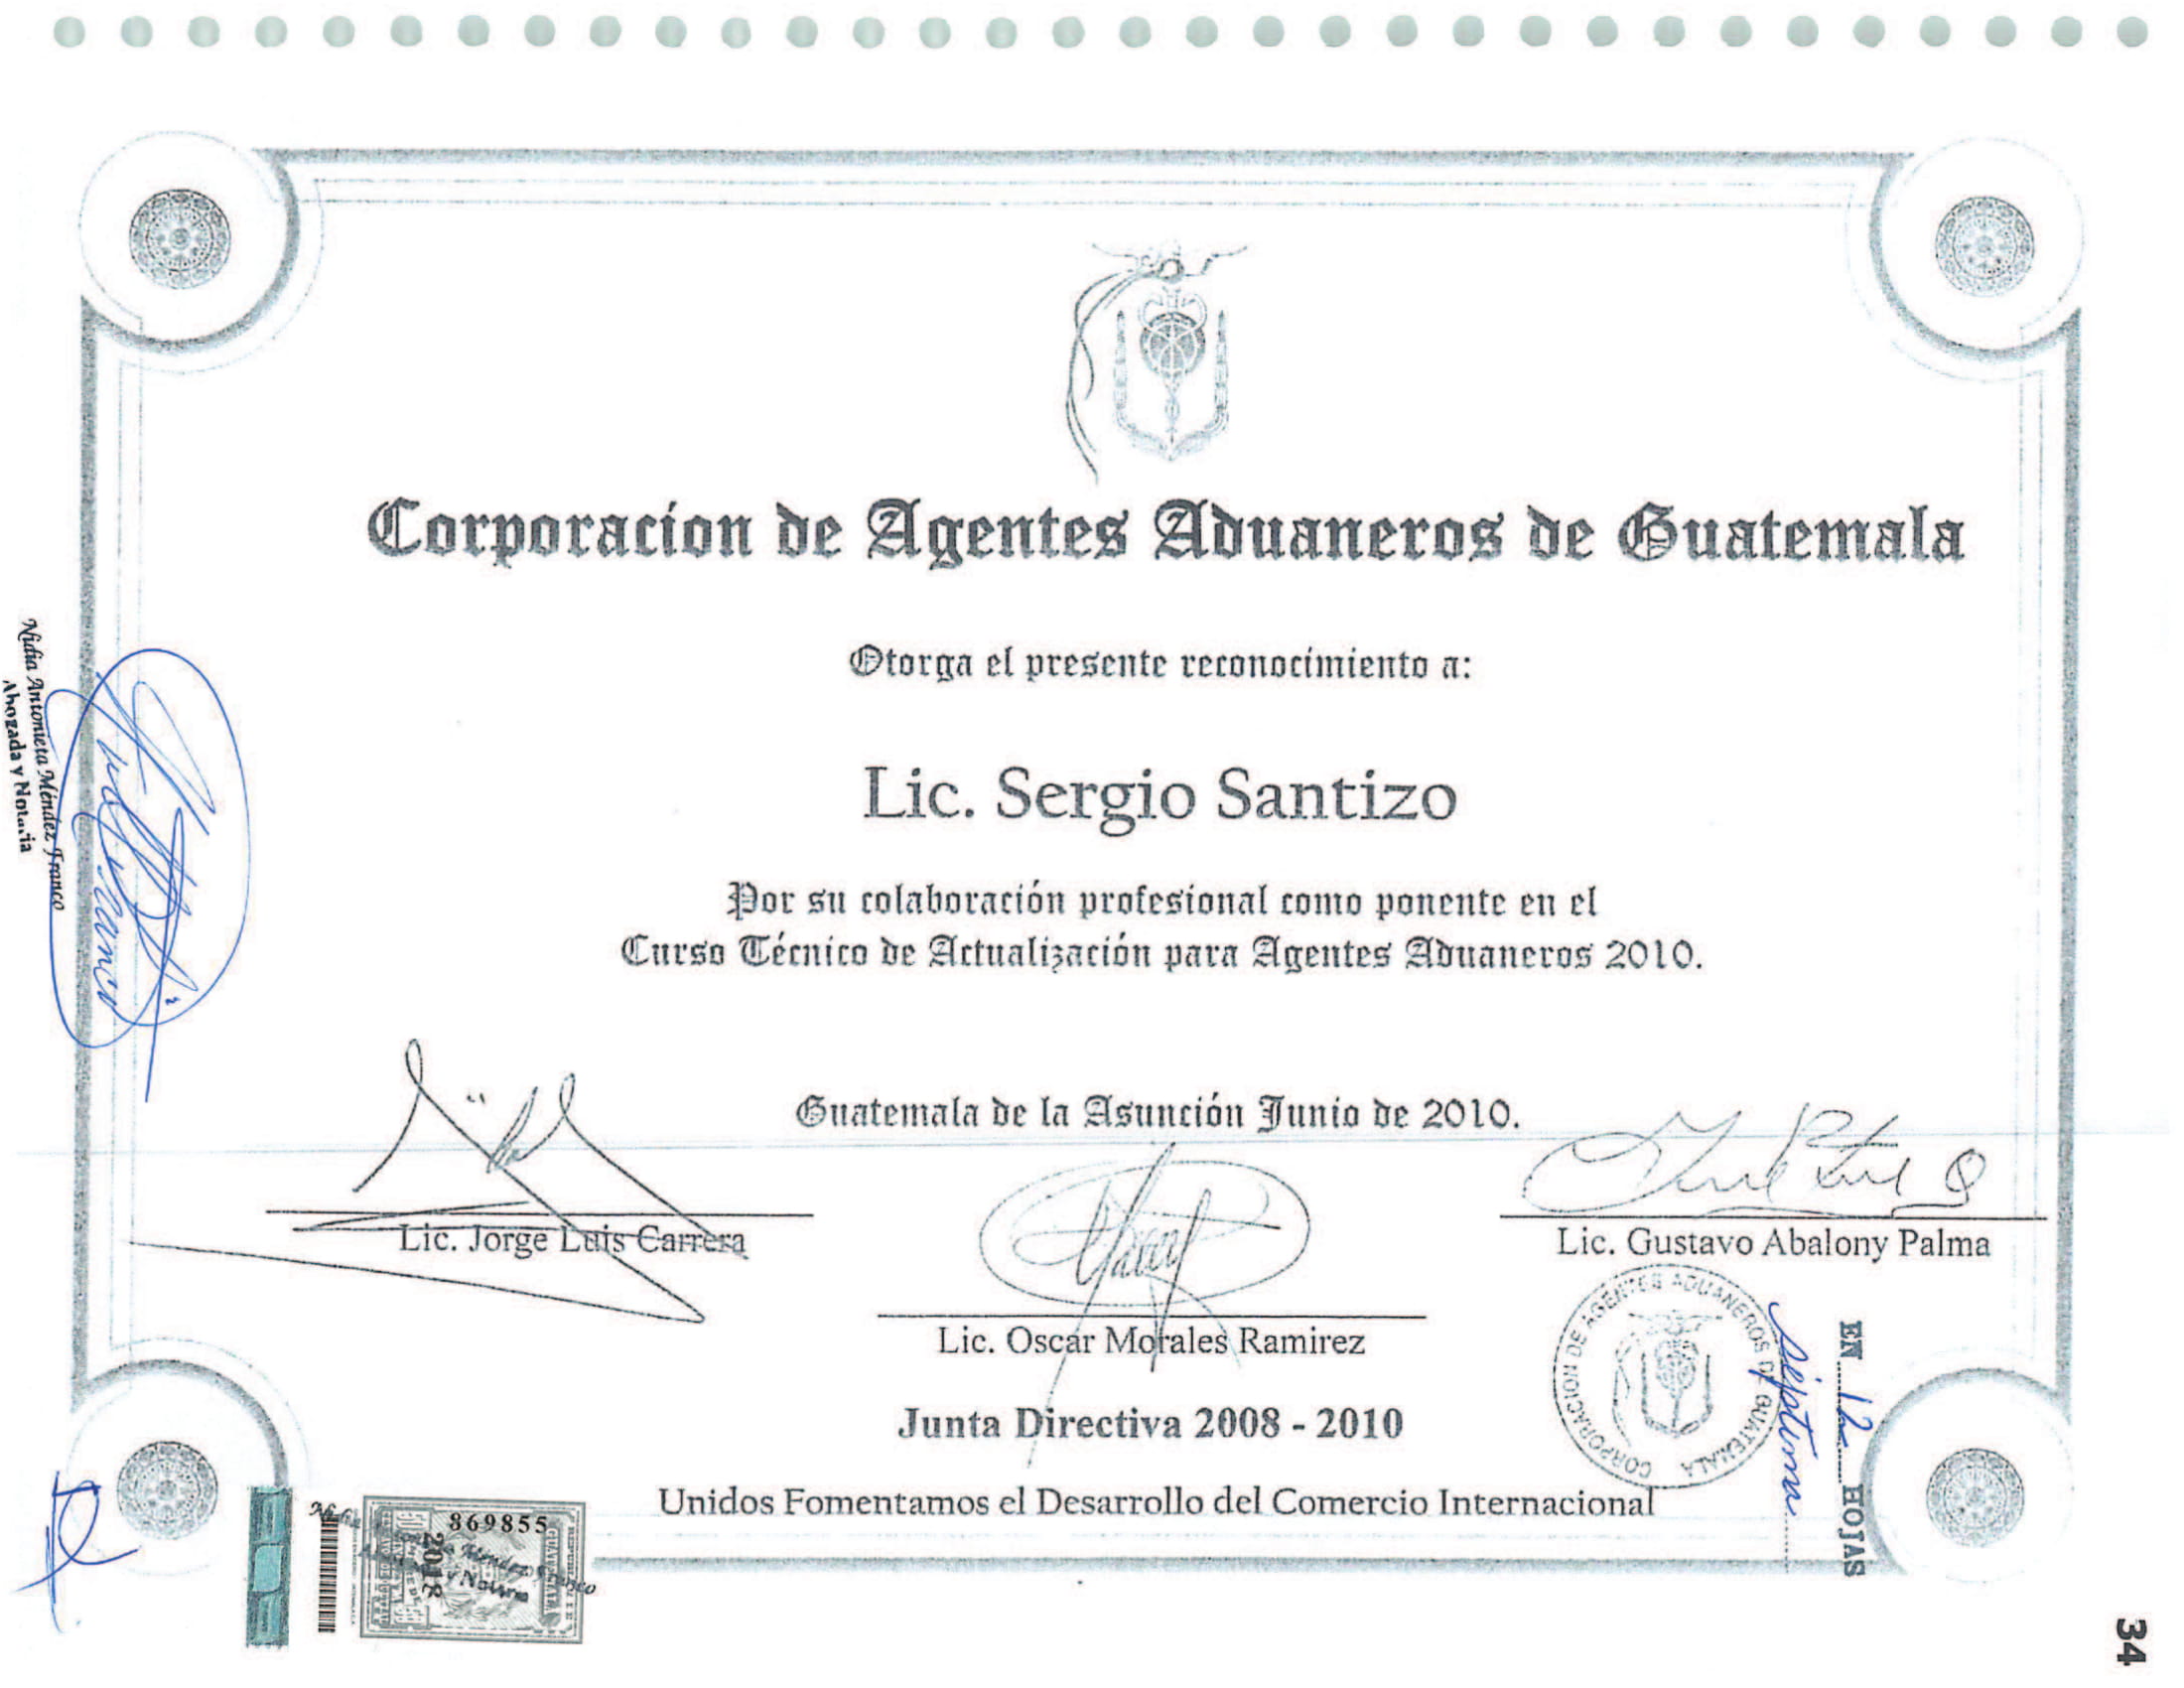 Corporacion de Agentes Aduaneros de Guatemala
Otorga el presente reconocimiento a:
Lic. Sergio Santizo
Por su colaboración profesional como ponente en el
Curso Técnico de Actualización para Agentes Aduaneros 2010.
Guatemala de la Asunción Junio de 2010.
Lic. Jorge Luis Carrera
Lic. Gustavo Abalony Palma
Lic. Oscar Morales Ramirez
Junta Directiva 2008 - 2010
Unidos Fomentamos el Desarrollo del Comercio Internacional
CORPORACION DE AGENTES ADUANEROS DE GUATEMALA
Nidia Antonieta Méndez Franco
Abogada y Notaria
septima
EN 12 HOJAS
869855
2018
Méndez
y Notaria
34